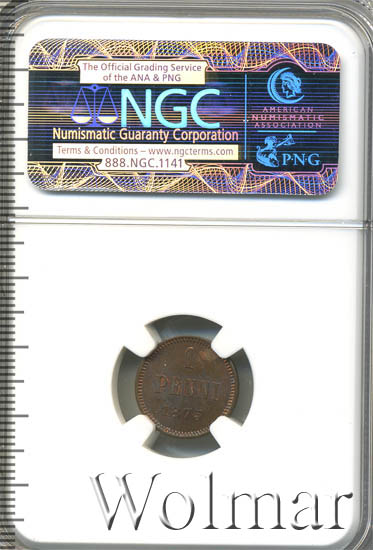 The Official Grading Service
of the ANA & PNG
NGC
Numismatic Guaranty Corporation
Terms & Conditions – www.ngcterms.com
888.NGC.1141
AMERICAN
NUMISMATIC
ASSOCIATION
PNG
1
PENNI
Wolmar